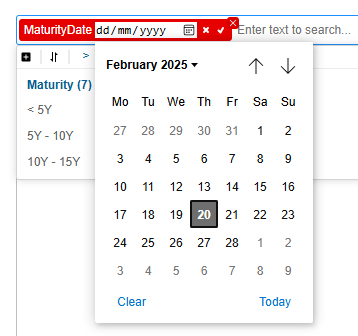 MaturityDate dd/mm/yyyy Enter text to search...
>
Maturity (7)
< 5Y
5Y - 10Y
10Y - 15Y
February 2025
Mo Tu We Th Fr Sa Su
27 28 29 30 31 1 2
3 4 5 6 7 8 9
10 11 12 13 14 15 16
17 18 19 20 21 22 23
24 25 26 27 28 1 2
3 4 5 6 7 8 9
Clear Today